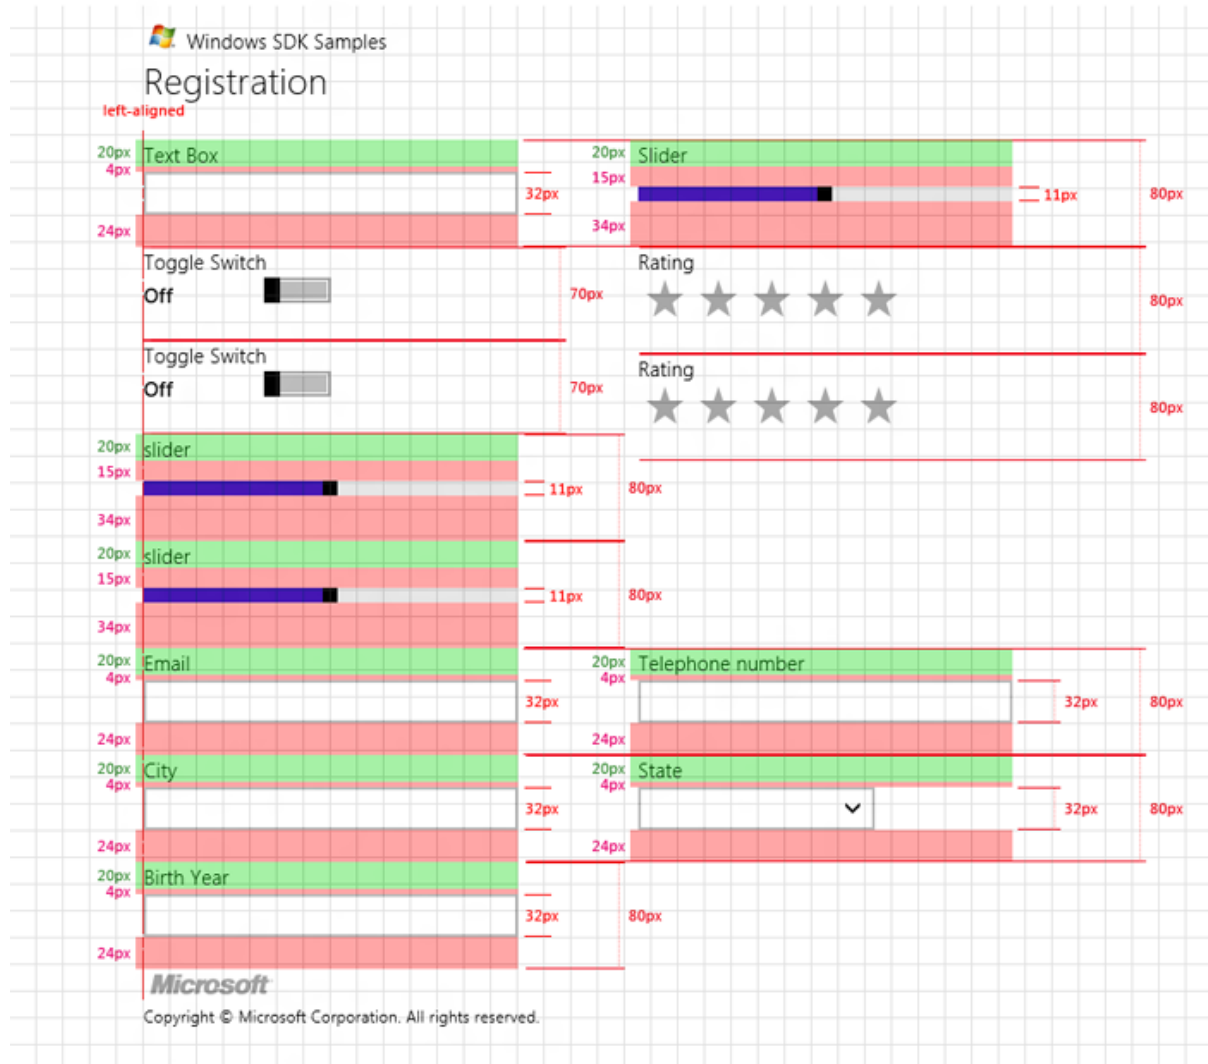 Windows SDK Samples
Registration
left-aligned
20px Text Box 20px Slider
4px 15px
32px 11px 80px
24px 34px
Toggle Switch Rating
Off 70px 80px
Toggle Switch Rating
Off 70px 80px
20px slider
15px
11px 80px
34px
20px slider
15px
11px 80px
34px
20px Email 20px Telephone number
4px 4px
32px 32px 80px
24px 24px
20px City 20px State
4px 4px
32px 32px 80px
24px 24px
20px Birth Year
4px
32px 80px
24px
Microsoft
Copyright © Microsoft Corporation. All rights reserved.